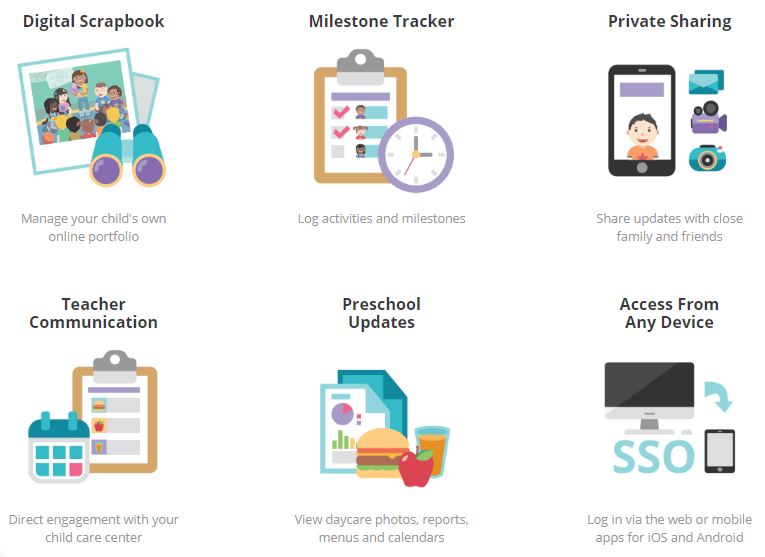 Digital Scrapbook
Manage your child's own
online portfolio
Milestone Tracker
Log activities and milestones
Private Sharing
Share updates with close
family and friends
Teacher
Communication
Direct engagement with your
child care center
Preschool
Updates
View daycare photos, reports,
menus and calendars
Access From
Any Device
SSO
Log in via the web or mobile
apps for iOS and Android